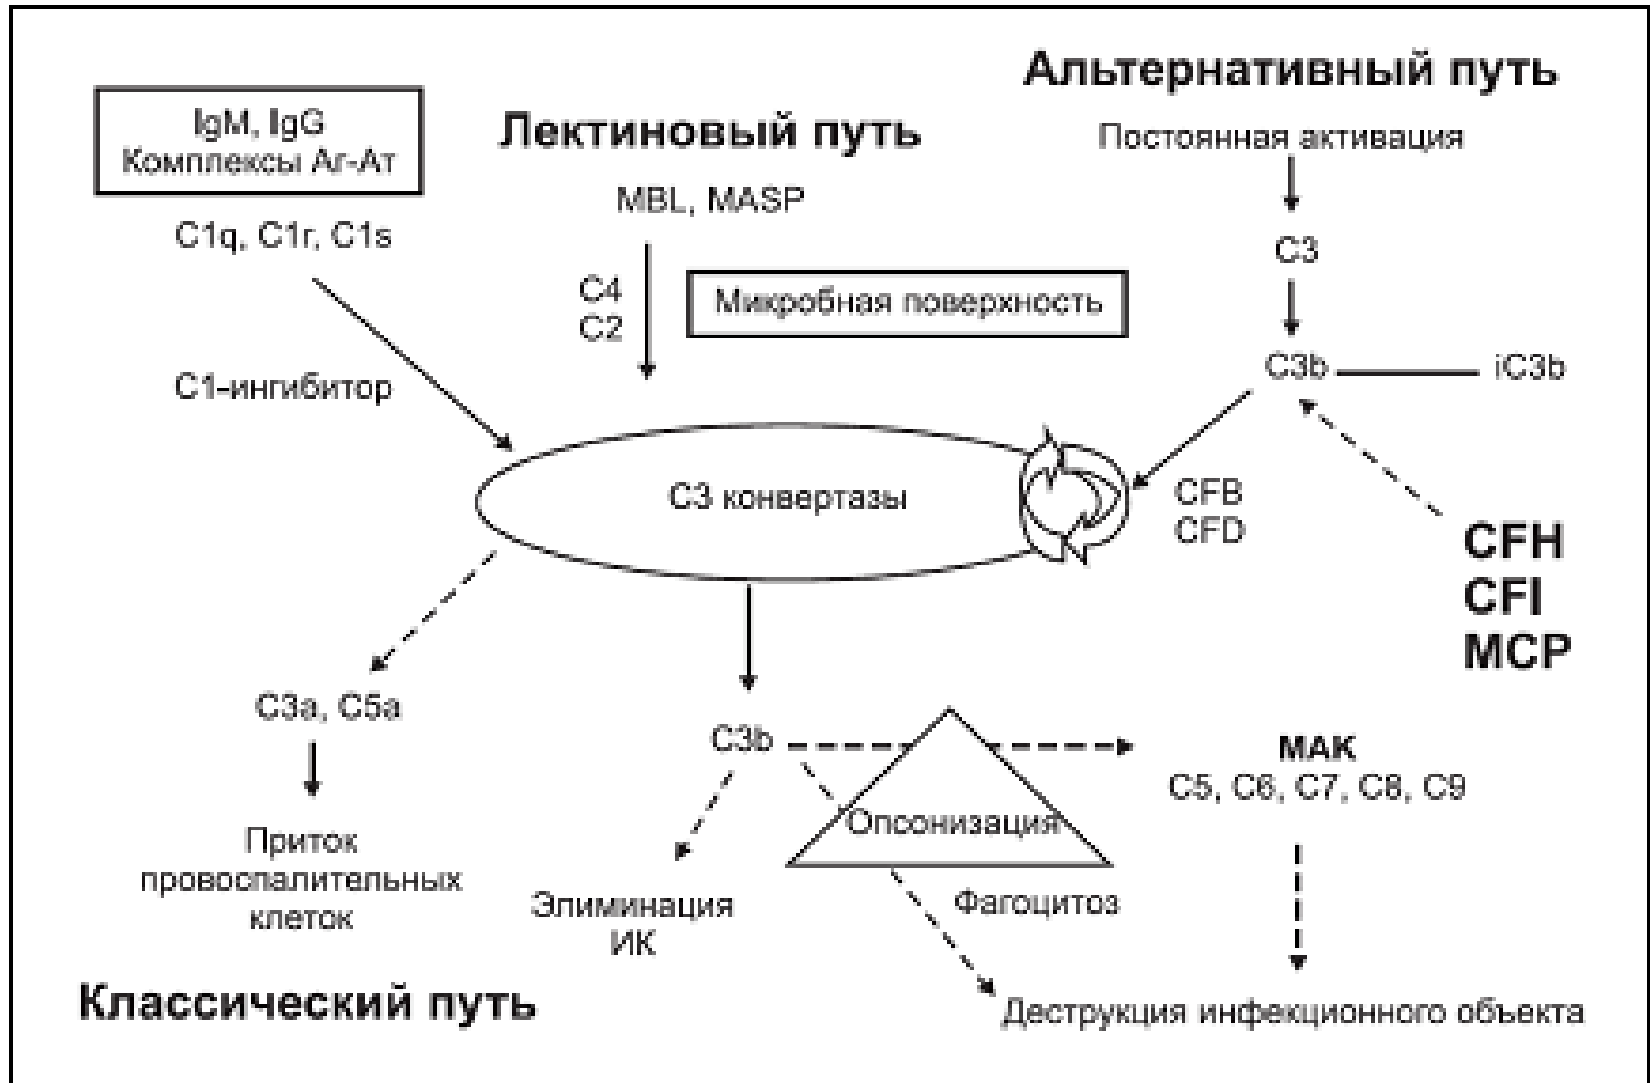 Альтернативный путь
IgM, IgG
Комплексы Аг-Ат
Лектиновый путь
Постоянная активация
MBL, MASP
C1q, C1r, C1s
C3
C4
C2
Микробная поверхность
C3b
iC3b
С1-ингибитор
С3 конвертазы
CFB
CFD
CFH
CFI
MCP
C3a, C5a
C3b
МАК
C5, C6, C7, C8, C9
Опсонизация
Приток
провоспалительных
клеток
Элиминация
ИК
Фагоцитоз
Классический путь
Деструкция инфекционного объекта